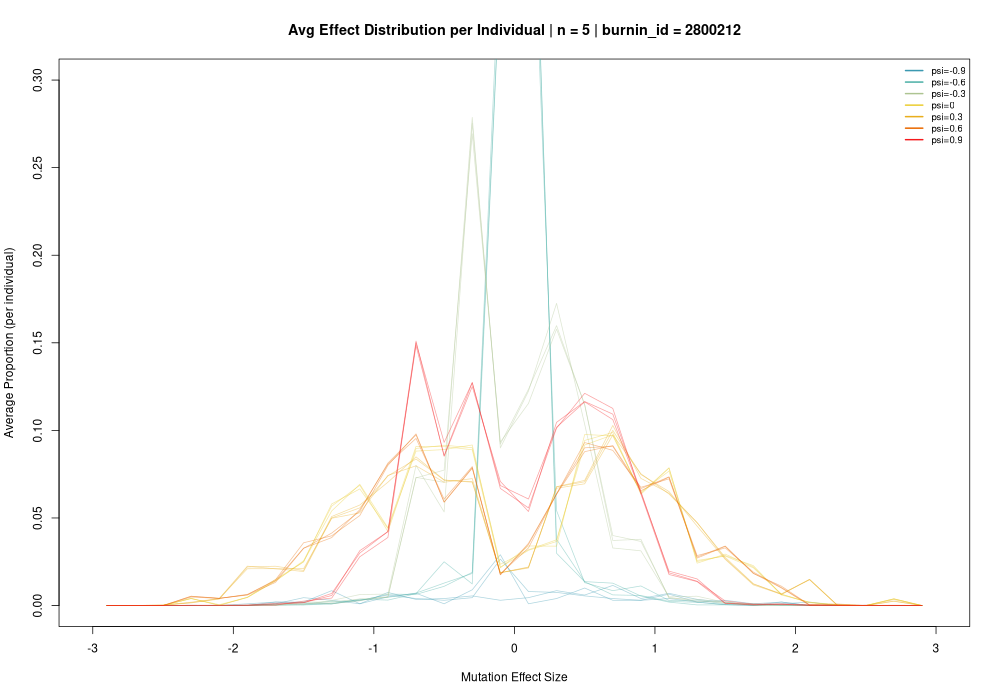 Avg Effect Distribution per Individual | n = 5 | burnin_id = 2800212
psi=-0.9
psi=-0.6
psi=-0.3
psi=0
psi=0.3
psi=0.6
psi=0.9
Average Proportion (per individual)
0.30
0.25
0.20
0.15
0.10
0.05
0.00
-3 -2 -1 0 1 2 3
Mutation Effect Size